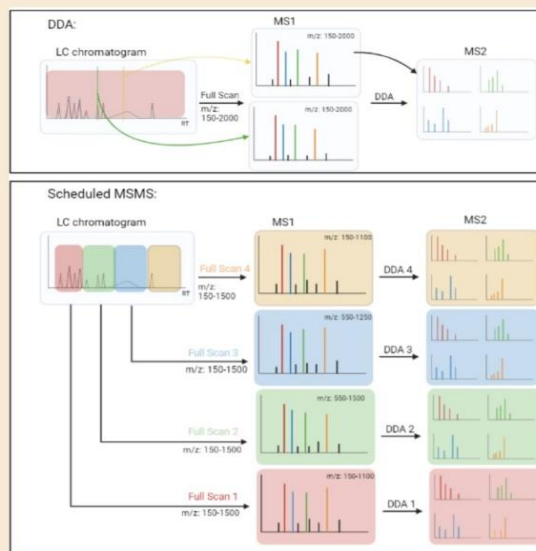 DDA:
LC chromatogram
MS1
MS2
m/z: 150-2000
Full Scan
m/z:
150-2000
DDA
RT
m/z: 150-2000
Scheduled MSMS:
LC chromatogram
MS1
MS2
RT
Full Scan 4
m/z:
150-1500
m/z: 150-1100
DDA 4
Full Scan 3
m/z: 150-1500
m/z: 550-1250
DDA 3
Full Scan 2
m/z: 150-1500
m/z: 550-1500
DDA 2
Full Scan 1
m/z: 150-1500
m/z: 150-1100
DDA 1